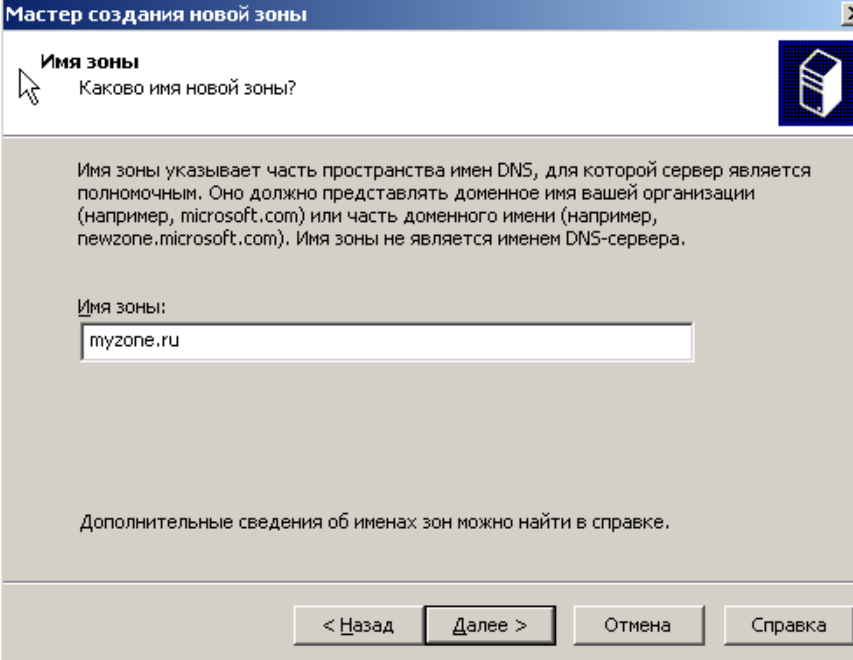 Мастер создания новой зоны
Имя зоны
Каково имя новой зоны?
Имя зоны указывает часть пространства имен DNS, для которой сервер является
полномочным. Оно должно представлять доменное имя вашей организации
(например, microsoft.com) или часть доменного имени (например,
newzone.microsoft.com). Имя зоны не является именем DNS-сервера.
Имя зоны:
myzone.ru
Дополнительные сведения об именах зон можно найти в справке.
< Назад Далее > Отмена Справка